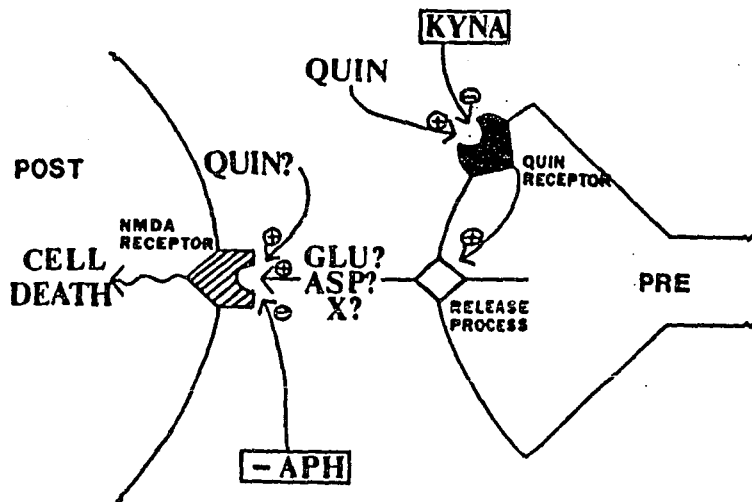 KYNA
QUIN
POST
QUIN?
QUIN
RECEPTOR
NMDA
RECEPTOR
CELL
DEATH
GLU?
ASP?
X?
RELEASE
PROCESS
PRE
- APH